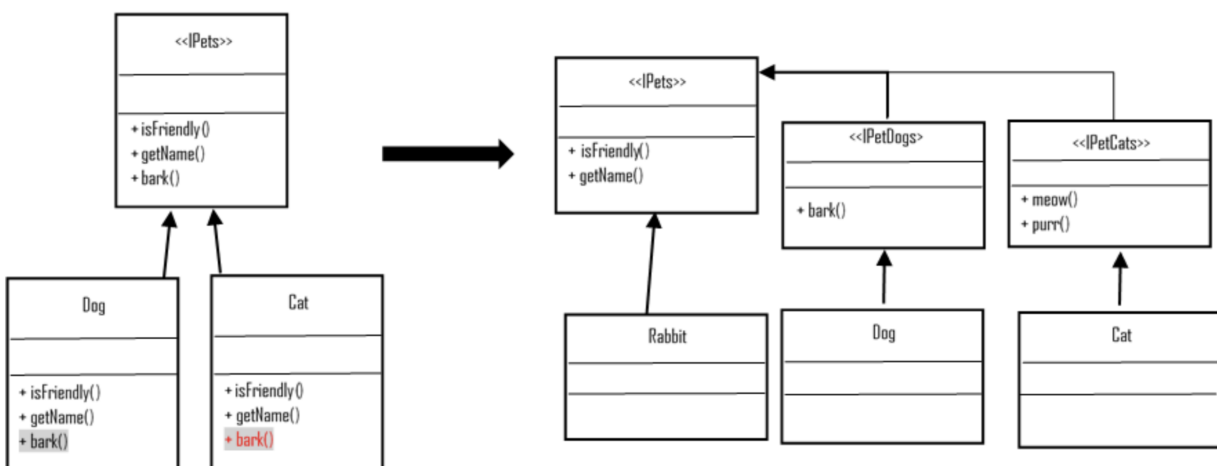 <<IPets>>
+ isFriendly()
+ getName()
+ bark()
Dog
+ isFriendly()
+ getName()
+ bark()
Cat
+ isFriendly()
+ getName()
+ bark()
<<IPets>>
+ isFriendly()
+ getName()
<<IPetDogs>
+ bark()
<<IPetCats>>
+ meow()
+ purr()
Rabbit
Dog
Cat